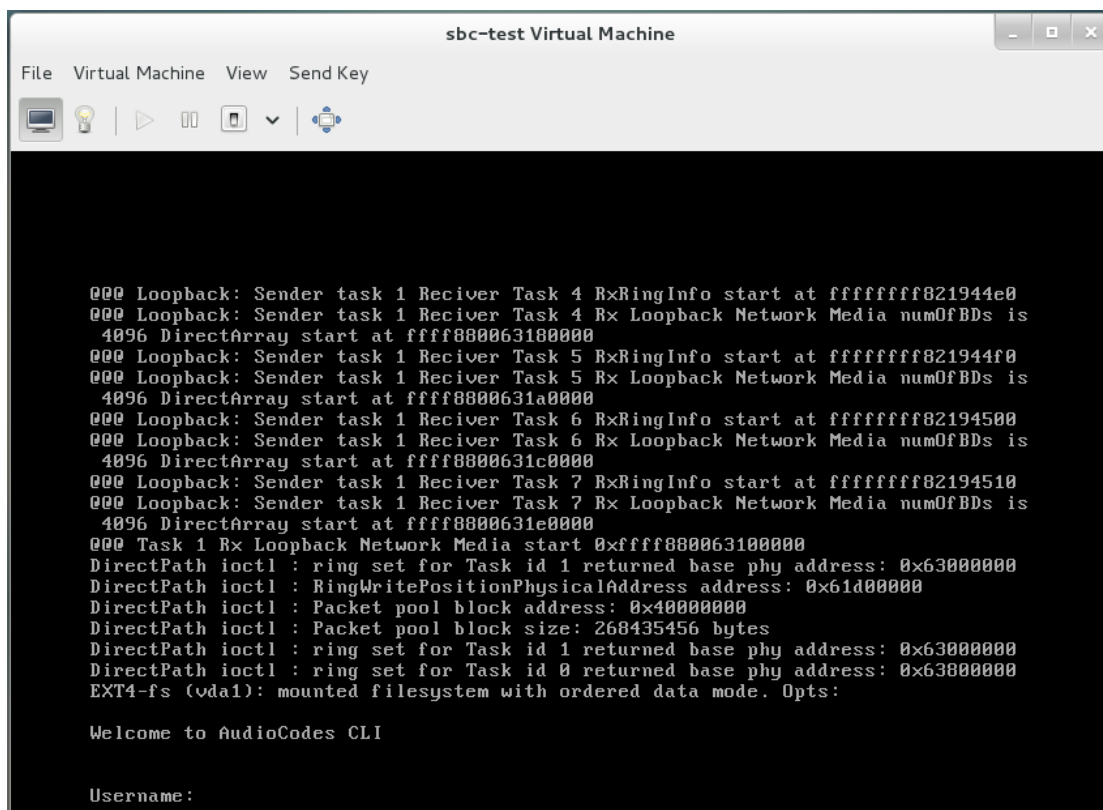 sbc-test Virtual Machine
File Virtual Machine View Send Key
@@@ Loopback: Sender task 1 Reciver Task 4 RxRingInfo start at ffffffff821944e0
@@@ Loopback: Sender task 1 Reciver Task 4 Rx Loopback Network Media numOfBDs is
4096 DirectArray start at ffff880063180000
@@@ Loopback: Sender task 1 Reciver Task 5 RxRingInfo start at ffffffff821944f0
@@@ Loopback: Sender task 1 Reciver Task 5 Rx Loopback Network Media numOfBDs is
4096 DirectArray start at ffff8800631a0000
@@@ Loopback: Sender task 1 Reciver Task 6 RxRingInfo start at ffffffff82194500
@@@ Loopback: Sender task 1 Reciver Task 6 Rx Loopback Network Media numOfBDs is
4096 DirectArray start at ffff8800631c0000
@@@ Loopback: Sender task 1 Reciver Task 7 RxRingInfo start at ffffffff82194510
@@@ Loopback: Sender task 1 Reciver Task 7 Rx Loopback Network Media numOfBDs is
4096 DirectArray start at ffff8800631e0000
@@@ Task 1 Rx Loopback Network Media start 0xffff880063100000
DirectPath ioctl : ring set for Task id 1 returned base phy address: 0x63000000
DirectPath ioctl : RingWritePositionPhysicalAddress address: 0x61d00000
DirectPath ioctl : Packet pool block address: 0x40000000
DirectPath ioctl : Packet pool block size: 268435456 bytes
DirectPath ioctl : ring set for Task id 1 returned base phy address: 0x63000000
DirectPath ioctl : ring set for Task id 0 returned base phy address: 0x63800000
EXT4-fs (vda1): mounted filesystem with ordered data mode. Opts:
Welcome to AudioCodes CLI
Username: